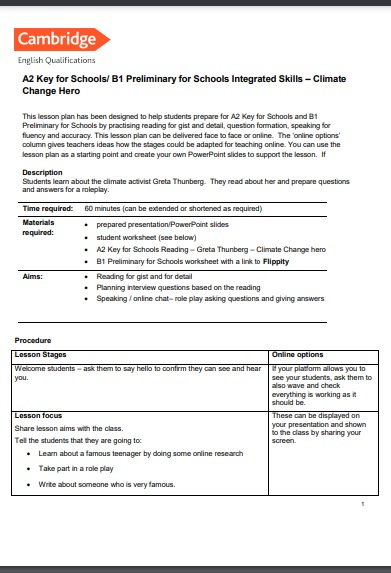 Cambridge
English Qualifications
A2 Key for Schools/ B1 Preliminary for Schools Integrated Skills – Climate
Change Hero
This lesson plan has been designed to help students prepare for A2 Key for Schools and B1
Preliminary for Schools by practising reading for gist and detail, question formation, speaking for
fluency and accuracy. This lesson plan can be delivered face to face or online. The 'online options'
column gives teachers ideas how the stages could be adapted for teaching online. You can use the
lesson plan as a starting point and create your own PowerPoint slides to support the lesson. If
Description
Students learn about the climate activist Greta Thunberg. They read about her and prepare questions
and answers for a roleplay.
Time required: 60 minutes (can be extended or shortened as required)
Materials
required:
• prepared presentation/PowerPoint slides
• student worksheet (see below)
• A2 Key for Schools Reading – Greta Thunberg – Climate Change hero
• B1 Preliminary for Schools worksheet with a link to Flippity
Aims:
• Reading for gist and for detail
• Planning interview questions based on the reading
• Speaking / online chat– role play asking questions and giving answers
Procedure
Lesson Stages
Online options
Welcome students – ask them to say hello to confirm they can see and hear
you.
If your platform allows you to
see your students, ask them to
also wave and check
everything is working as it
should be.
Lesson focus
Share lesson aims with the class.
Tell the students that they are going to:
• Learn about a famous teenager by doing some online research
• Take part in a role play
• Write about someone who is very famous.
These can be displayed on
your presentation and shown
to the class by sharing your
screen.
1